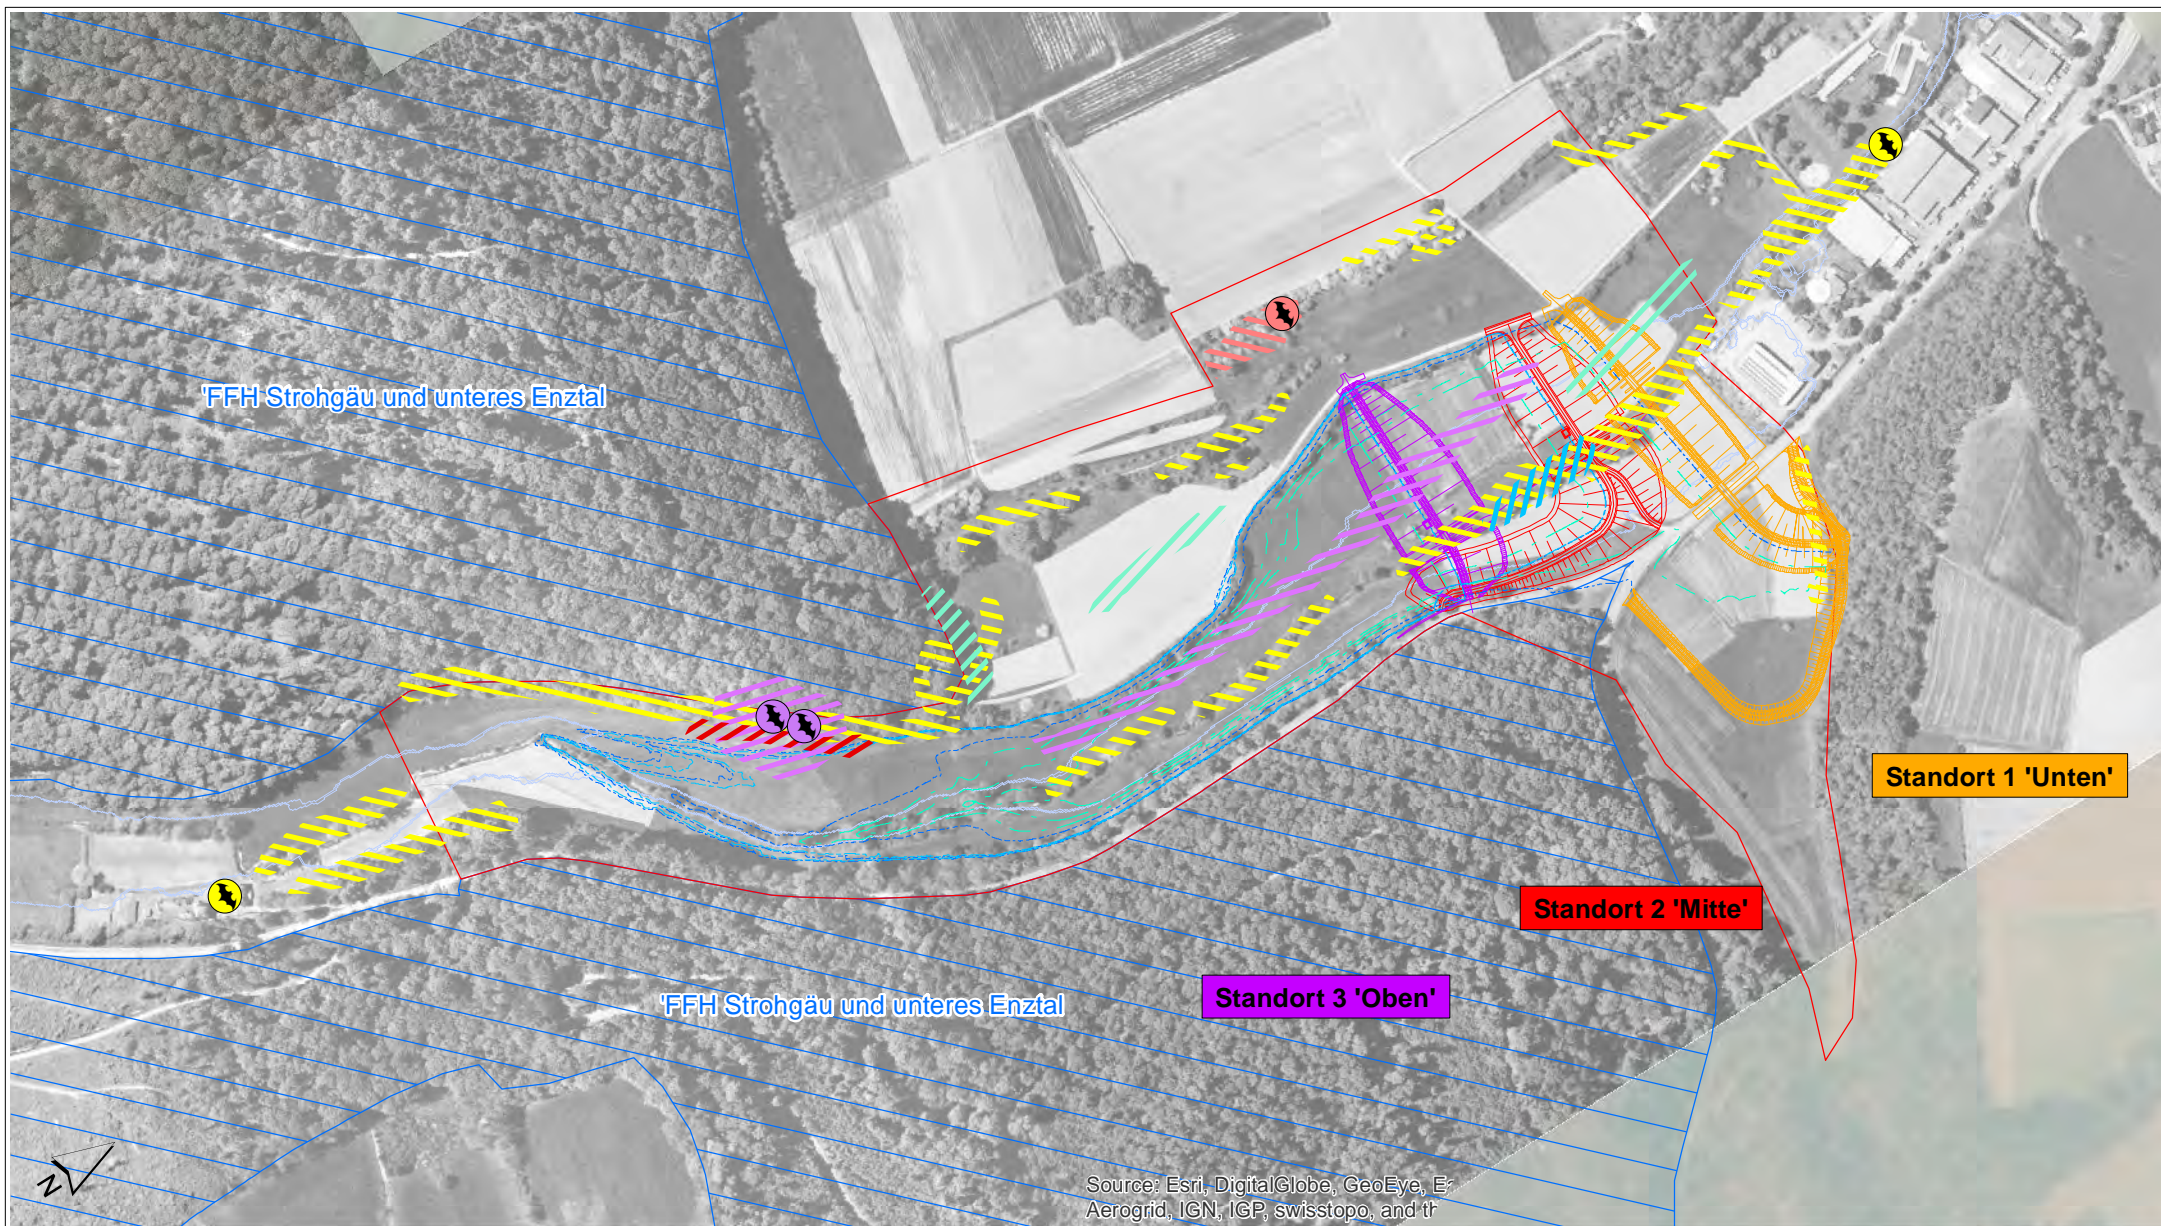 'FFH Strohgäu und unteres Enztal
Standort 1 'Unten'
Standort 2 'Mitte'
'FFH Strohgäu und unteres Enztal
Standort 3 'Oben'
N
Source: Esri, DigitalGlobe, GeoEye,
Aerogrid, IGN, IGP, swisstopo, and